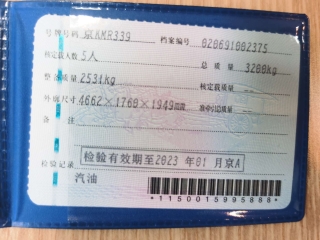 号牌号码 京KMR339 档案编号 020691002375
核定载人数 5人 总质量 3200kg
整备质量 2531kg 核定载质量
外廓尺寸 4662×1760×1949mm 准牵引总质量
备注
检验记录 检验有效期至2023 年01 月京A
汽油
*1150015995888*